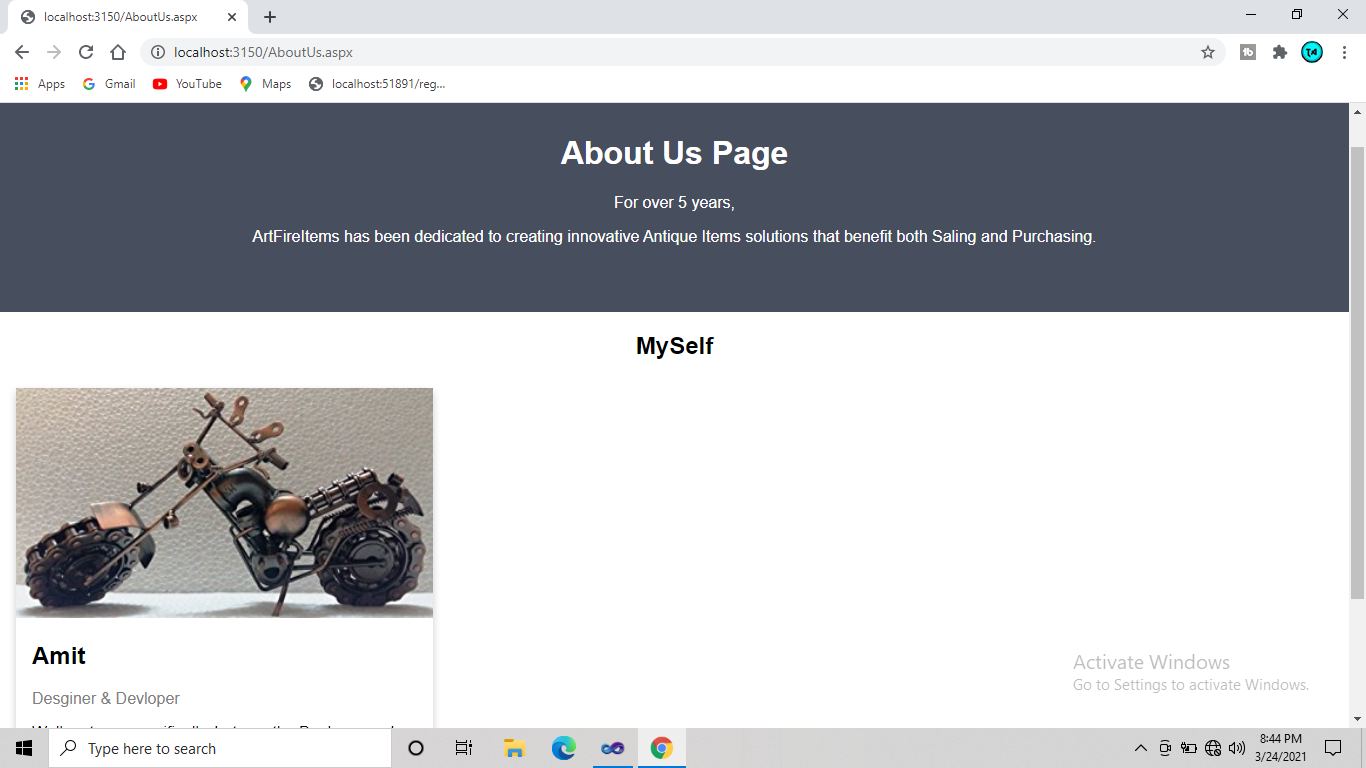 localhost:3150/AboutUs.aspx
localhost:3150/AboutUs.aspx
Apps
Gmail
YouTube
Maps
localhost:51891/reg...
About Us Page
For over 5 years,
ArtFireItems has been dedicated to creating innovative Antique Items solutions that benefit both Saling and Purchasing.
MySelf
Amit
Desginer & Devloper
Activate Windows
Go to Settings to activate Windows.
Type here to search
8:44 PM
3/24/2021